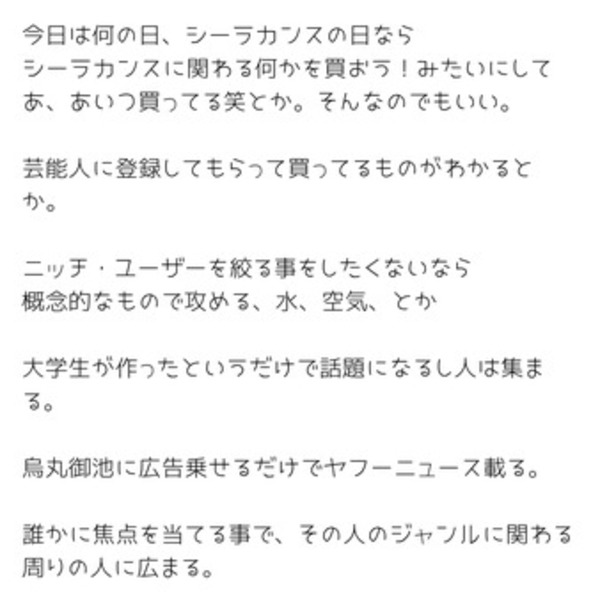 今日は何の日、シーラカンスの日なら
シーラカンスに関わる何かを買おう！みたいにして
あ、あいつ買ってる笑とか。そんなのでもいい。
芸能人に登録してもらって買ってるものがわかると
か。
ニッチ・ユーザーを絞る事をしたくないなら
概念的なもので攻める、水、空気、とか
大学生が作ったというだけで話題になるし人は集ま
る。
烏丸御池に広告乗せるだけでヤフーニュース載る。
誰かに焦点を当てる事で、その人のジャンルに関わる
周りの人に広まる。